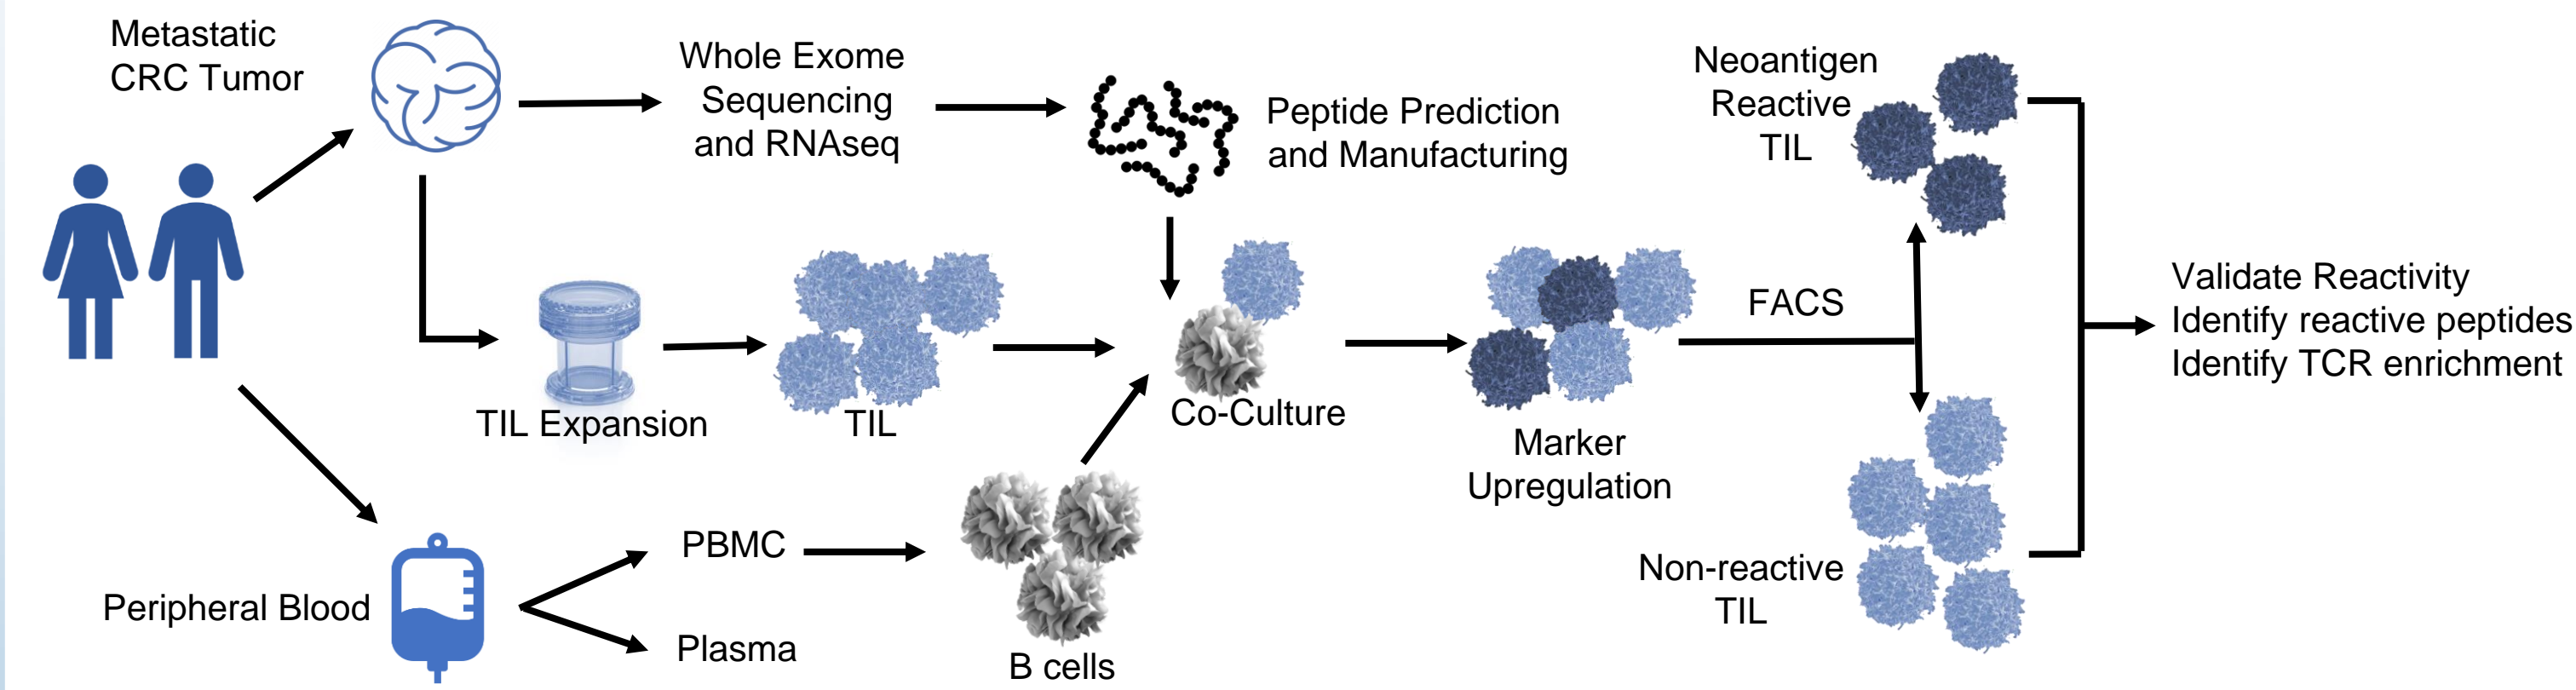 Metastatic
CRC Tumor
Whole Exome
Sequencing
and RNAseq
Peptide Prediction
and Manufacturing
Neoantigen
Reactive
TIL
TIL Expansion
TIL
Co-Culture
Marker
Upregulation
FACS
Validate Reactivity
Identify reactive peptides
Identify TCR enrichment
Peripheral Blood
PBMC
Plasma
B cells
Non-reactive
TIL